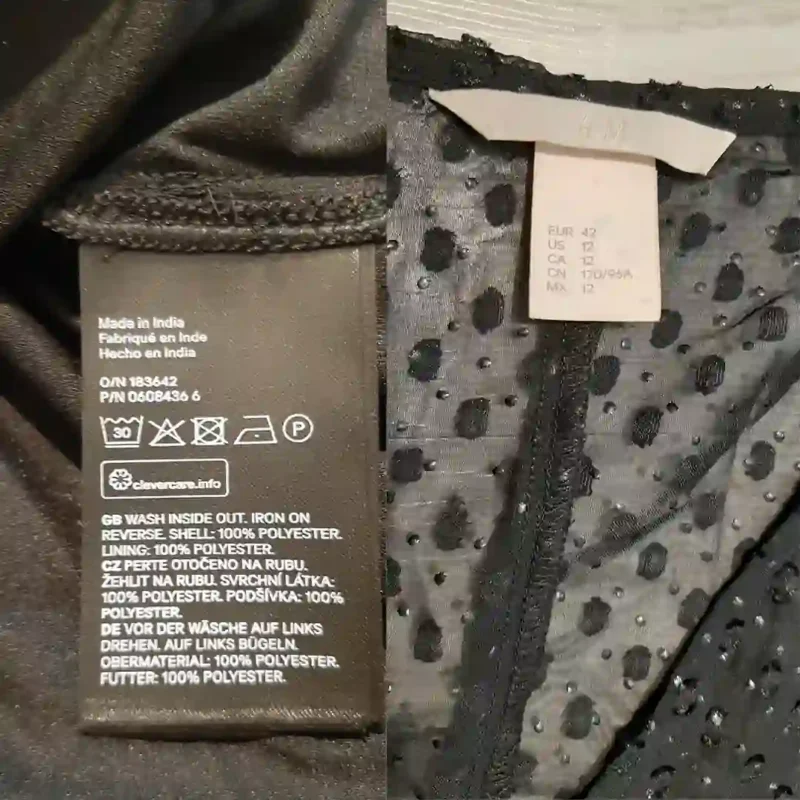 Made in India
Fabriqué en Inde
Hecho en India
O/N 183642
P/N 0608436 6
30
P
clevercare.info
GB WASH INSIDE OUT. IRON ON
REVERSE. SHELL: 100% POLYESTER.
LINING: 100% POLYESTER.
CZ PERTE OTOČENO NA RUBU.
ŽEHLIT NA RUBU. SVRCHNÍ LÁTKA:
100% POLYESTER. PODŠÍVKA: 100%
POLYESTER.
DE VOR DER WÄSCHE AUF LINKS
DREHEN. AUF LINKS BÜGELN.
OBERMATERIAL: 100% POLYESTER.
FUTTER: 100% POLYESTER.
H&M
EUR 42
US 12
CA 12
CN 170/96A
MX 12